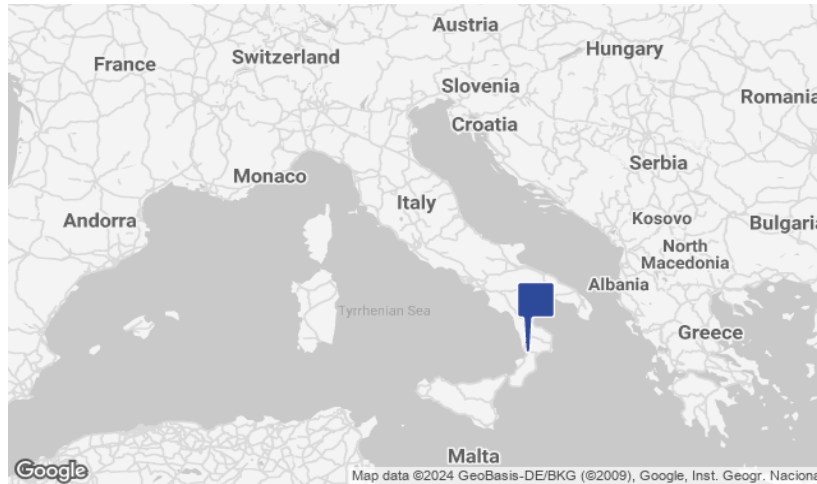 Austria
Hungary
Switzerland
France
Slovenia
Romania
Croatia
Serbia
Monaco
Italy
Andorra
Kosovo
Bulgaria
North
Macedonia
Albania
Tyrrhenian Sea
Greece
Malta
Google
Map data ©2024 GeoBasis-DE/BKG (©2009), Google, Inst. Geogr. Naciona